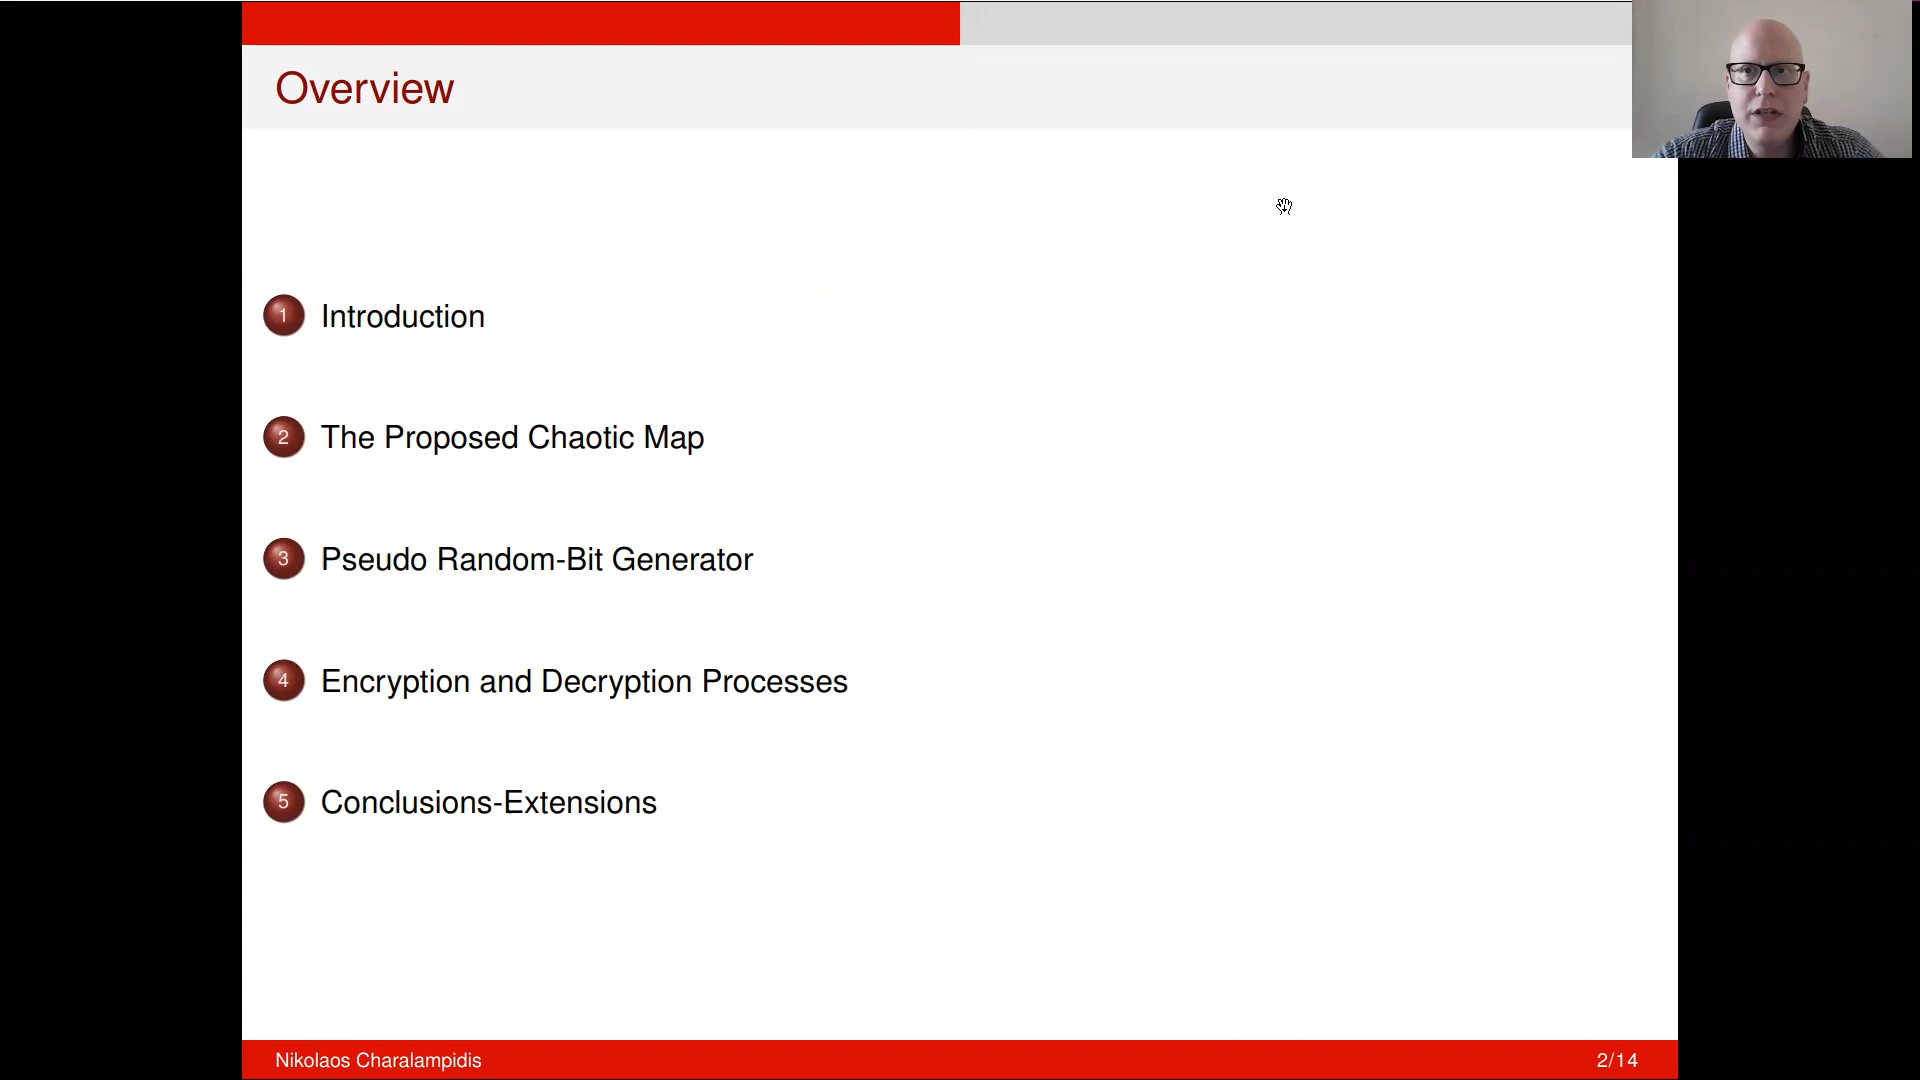 Overview
1 Introduction
2 The Proposed Chaotic Map
3 Pseudo Random-Bit Generator
4 Encryption and Decryption Processes
5 Conclusions-Extensions
Nikolaos Charalampidis 2/14